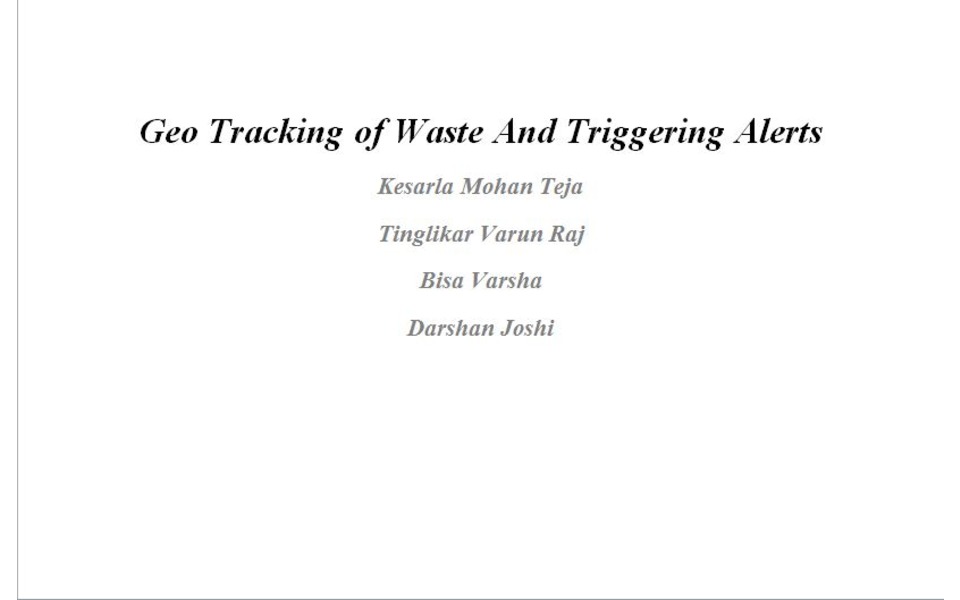 Geo Tracking of Waste And Triggering Alerts
Kesarla Mohan Teja
Tinglikar Varun Raj
Bisa Varsha
Darshan Joshi